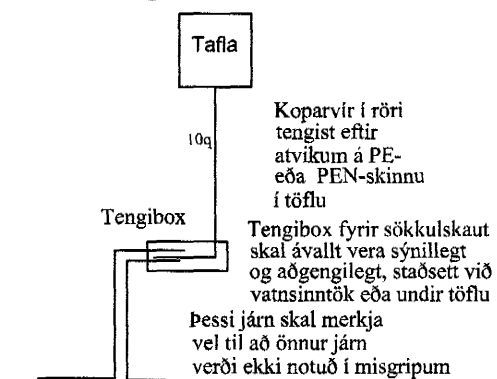 Tafla
10q
Koparvír í röri
tengist eftir
atvikum á PE-
eða PEN-skinnu
í töflu
Tengibox
Tengibox fyrir sökkulskaut
skal ávallt vera sýnillegt
og aðgengilegt, staðsett við
vatnsinntök eða undir töflu
Þessi járn skal merkja
vel til að önnur járn
verði ekki notuð í misgripum